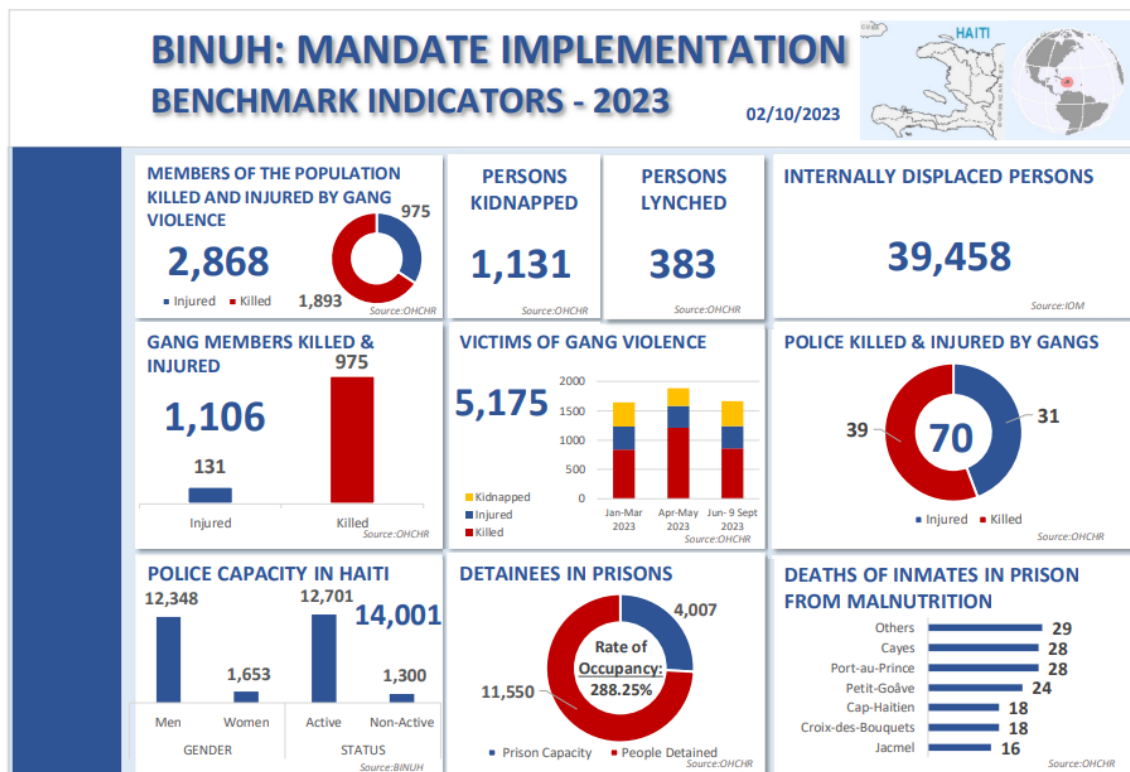 BINUH: MANDATE IMPLEMENTATION
BENCHMARK INDICATORS - 2023
02/10/2023
HAITI
MEMBERS OF THE POPULATION
KILLED AND INJURED BY GANG
VIOLENCE
975
2,868
Injured Killed
1,893
Source:OHCHR
PERSONS
KIDNAPPED
1,131
Source:OHCHR
PERSONS
LYNCHED
383
Source:OHCHR
INTERNALLY DISPLACED PERSONS
39,458
Source:IOM
GANG MEMBERS KILLED &
INJURED
975
1,106
131
Injured Killed
Source:OHCHR
VICTIMS OF GANG VIOLENCE
5,175
2000
1500
1000
500
0
Kidnapped
Injured
Killed
Jan-Mar
2023
Apr-May
2023
Jun- 9 Sept
2023
Source:OHCHR
POLICE KILLED & INJURED BY GANGS
39
70
31
Injured Killed
Source:OHCHR
POLICE CAPACITY IN HAITI
12,348
12,701
14,001
1,653
1,300
Men Women Active Non-Active
GENDER STATUS
Source:BINUH
DETAINEES IN PRISONS
4,007
Rate of
Occupancy:
288.25%
11,550
Prison Capacity People Detained
Source:OHCHR
DEATHS OF INMATES IN PRISON
FROM MALNUTRITION
Others 29
Cayes 28
Port-au-Prince 28
Petit-Goâve 24
Cap-Haitien 18
Croix-des-Bouquets 18
Jacmel 16
Source:OHCHR